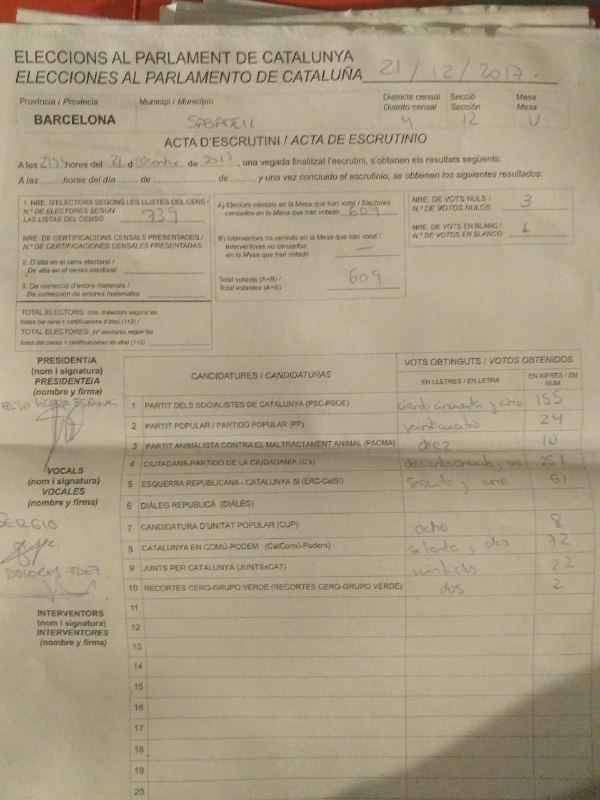 ELECCIONS AL PARLAMENT DE CATALUNYA
ELECCIONES AL PARLAMENTO DE CATALUÑA 21/12/2017.
Provincia / Provincia Municipi / Municipio Districte censal Secció Mesa
Distrito censal Sección Mesa
BARCELONA SABADELL 4 12 U
ACTA D'ESCRUTINI / ACTA DE ESCRUTINIO
A les hores del 21 d de 2017, una vegada finalitzat l'escrutini, s'obtenen els resultats següents:
A las ........ horas del día ....... de ................ de ........, y una vez concluido el escrutinio, se obtienen los siguientes resultados:
1. NRE. D'ELECTORS SEGONS LES LLISTES DEL CENS /
N.º DE ELECTORES SEGÚN
LAS LISTAS DEL CENSO 739
A) Electors censats en la Mesa que han votat / Electores
censados en la Mesa que han votado 609
NRE. DE VOTS NULS / 3
N.º DE VOTOS NULOS
NRE. DE CERTIFICACIONS CENSALS PRESENTADES /
N.º DE CERTIFICACIONES CENSALES PRESENTADAS
B) Interventors no censats en la Mesa que han votat /
Interventores no censados
en la Mesa que han votado —
NRE. DE VOTS EN BLANC / 1
N.º DE VOTOS EN BLANCO
2. D'alta en el cens electoral /
De alta en el censo electoral:
Total votants (A+B) / 609
Total votantes (A+B)
3. De correcció d'errors materials /
De corrección de errores materiales:
TOTAL ELECTORS: (nre. d'electors segons les
llistes del cens + certificacions d'alta) (1+2) /
TOTAL ELECTORES: (n.º electores según las
listas del censo + certificaciones de alta) (1+2)
PRESIDENT/A
(nom i signatura)
PRESIDENTE/A
(nombre y firma)
VOCALS
(nom i signatura)
VOCALES
(nombre y firma)
SERGIO
DOLORES FDEZ.
INTERVENTORS
(nom i signatura)
INTERVENTORES
(nombre y firma)
CANDIDATURES / CANDIDATURAS VOTS OBTINGUTS / VOTOS OBTENIDOS
EN LLETRES / EN LETRA EN XIFRES / EN NUM
1 PARTIT DELS SOCIALISTES DE CATALUNYA (PSC-PSOE) ciento cincuenta y cinco 155
2 PARTIT POPULAR / PARTIDO POPULAR (PP) veinticuatro 24
3 PARTIT ANIMALISTA CONTRA EL MALTRACTAMENT ANIMAL (PACMA) diez 10
4 CIUTADANS-PARTIDO DE LA CIUDADANÍA (C's) 251
5 ESQUERRA REPUBLICANA - CATALUNYA SÍ (ERC-CatSÍ) sesenta y uno 61
6 DIÀLEG REPUBLICÀ (DIÀLEG)
7 CANDIDATURA D'UNITAT POPULAR (CUP) ocho 8
8 CATALUNYA EN COMÚ-PODEM (CatComú-Podem) setenta y dos 72
9 JUNTS PER CATALUNYA (JUNTSxCAT) veintidos 22
10 RECORTES CERO-GRUPO VERDE (RECORTES CERO-GRUPO VERDE) dos 2
11
12
13
14
15
16
17
18
19
20